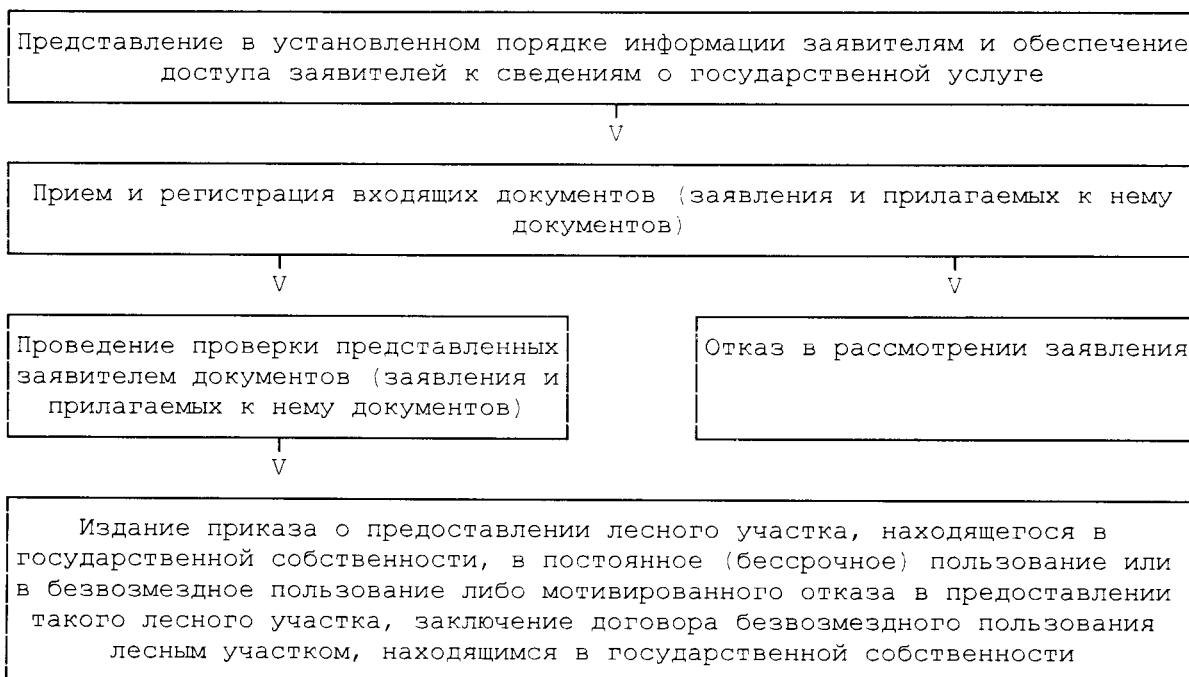 Представление в установленном порядке информации заявителям и обеспечение
доступа заявителей к сведениям о государственной услуге
V
Прием и регистрация входящих документов (заявления и прилагаемых к нему
документов)
V
V
Проведение проверки представленных
заявителем документов (заявления и
прилагаемых к нему документов)
Отказ в рассмотрении заявления
V
Издание приказа о предоставлении лесного участка, находящегося в
государственной собственности, в постоянное (бессрочное) пользование или
в безвозмездное пользование либо мотивированного отказа в предоставлении
такого лесного участка, заключение договора безвозмездного пользования
лесным участком, находящимся в государственной собственности